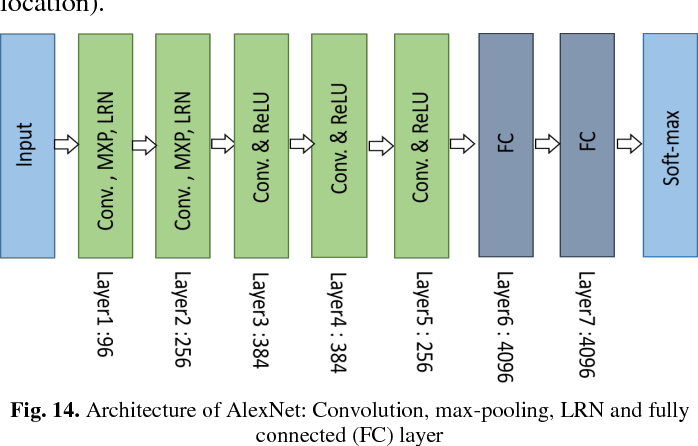 location).
Input
Conv. , MXP, LRN
Conv. , MXP, LRN
Conv. & ReLU
Conv. & ReLU
Conv. & ReLU
FC
FC
Soft-max
Layer1 :96
Layer2 :256
Layer3 :384
Layer4 : 384
Layer5 : 256
Layer6 : 4096
Layer7 :4096
Fig. 14. Architecture of AlexNet: Convolution, max-pooling, LRN and fully
connected (FC) layer